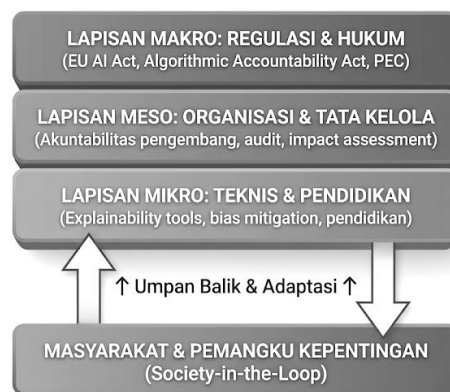 LAPISAN MAKRO: REGULASI & HUKUM
(EU AI Act, Algorithmic Accountability Act, PEC)
LAPISAN MESO: ORGANISASI & TATA KELOLA
(Akuntabilitas pengembang, audit, impact assessment)
LAPISAN MIKRO: TEKNIS & PENDIDIKAN
(Explainability tools, bias mitigation, pendidikan)
↑ Umpan Balik & Adaptasi ↑
MASYARAKAT & PEMANGKU KEPENTINGAN
(Society-in-the-Loop)